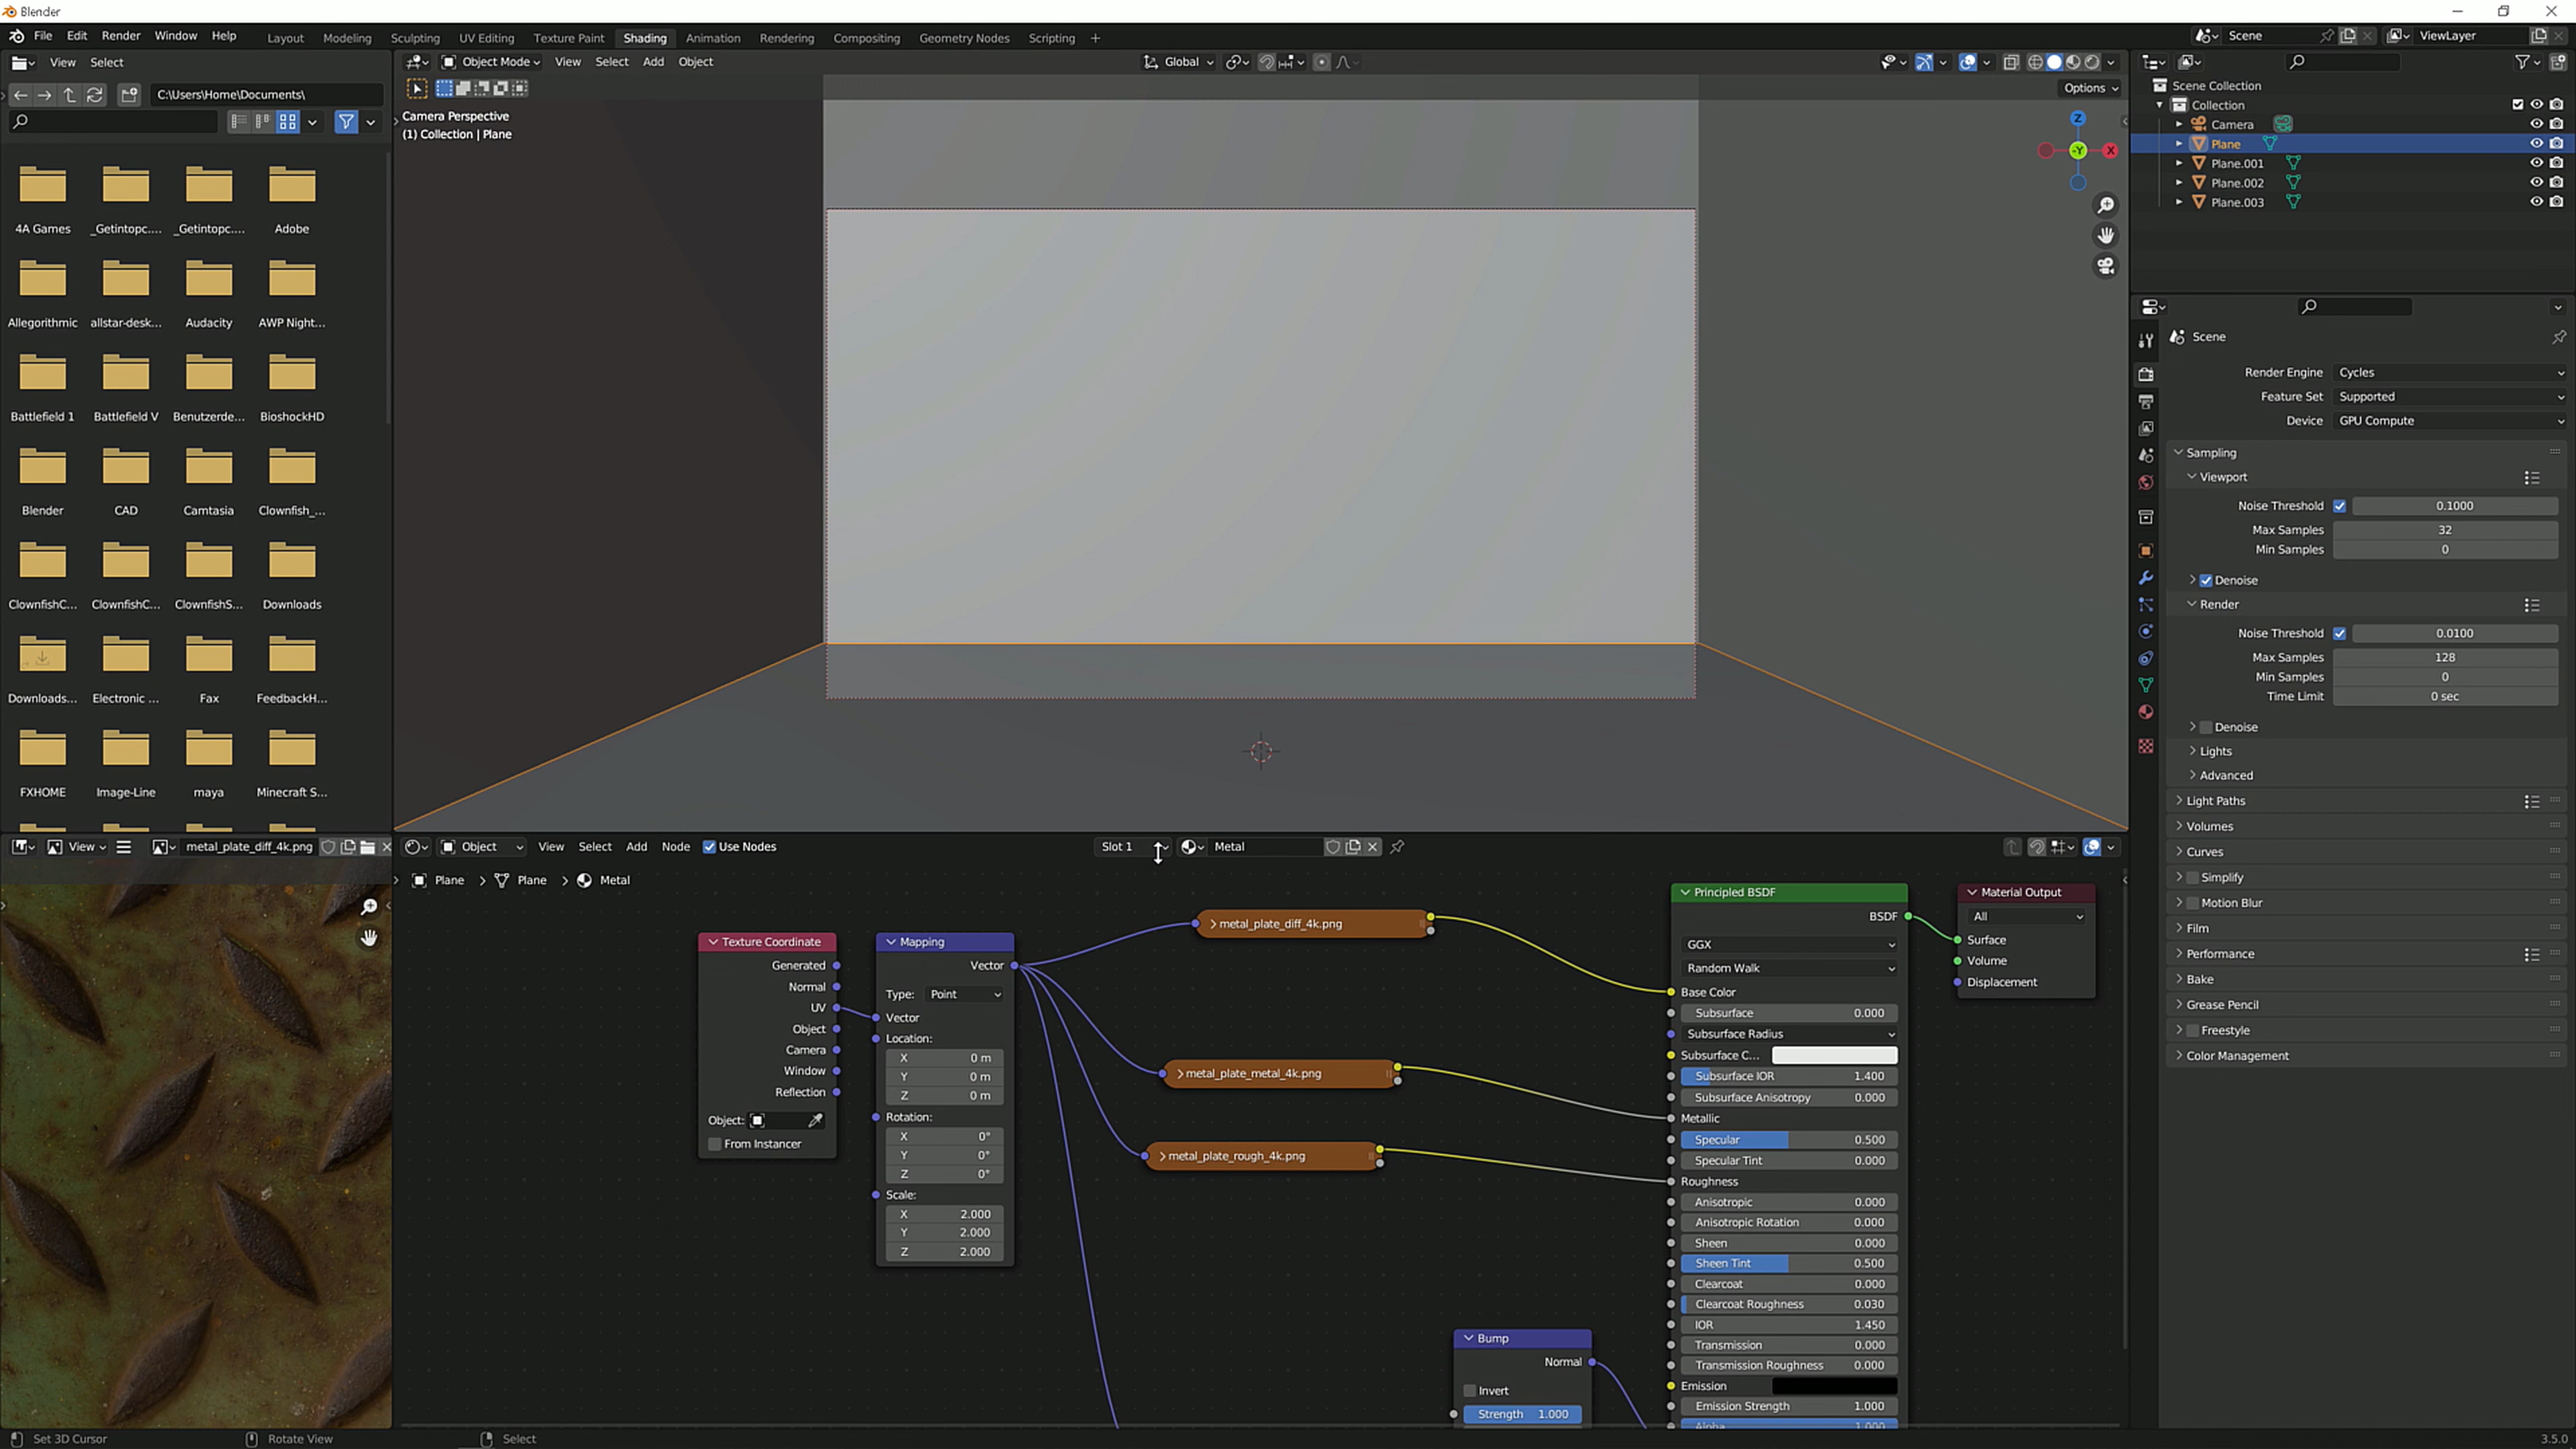 Blender
File Edit Render Window Help Layout Modeling Sculpting UV Editing Texture Paint Shading Animation Rendering Compositing Geometry Nodes Scripting + Scene ViewLayer
View Select
C:\Users\Home\Documents\
4A Games _Getintopc.... _Getintopc.... Adobe
Allegorithmic allstar-desk... Audacity AWP Night...
Battlefield 1 Battlefield V Benutzerde... BioshockHD
Blender CAD Camtasia Clownfish_...
ClownfishC... ClownfishC... ClownfishS... Downloads
Downloads... Electronic ... Fax FeedbackH...
FXHOME Image-Line maya Minecraft S...
Object Mode View Select Add Object Global
Options
Camera Perspective
(1) Collection | Plane
Z
-Y X
Scene Collection
Collection
Camera
Plane
Plane.001
Plane.002
Plane.003
Scene
Render Engine Cycles
Feature Set Supported
Device GPU Compute
Sampling
Viewport
Noise Threshold 0.1000
Max Samples 32
Min Samples 0
Denoise
Render
Noise Threshold 0.0100
Max Samples 128
Min Samples 0
Time Limit 0 sec
Denoise
Lights
Advanced
Light Paths
Volumes
Curves
Simplify
Motion Blur
Film
Performance
Bake
Grease Pencil
Freestyle
Color Management
View metal_plate_diff_4k.png
Object View Select Add Node Use Nodes Slot 1 Metal
Plane > Plane > Metal
Texture Coordinate
Generated
Normal
UV
Object
Camera
Window
Reflection
Object:
From Instancer
Mapping
Vector
Type: Point
Vector
Location:
X 0 m
Y 0 m
Z 0 m
Rotation:
X 0°
Y 0°
Z 0°
Scale:
X 2.000
Y 2.000
Z 2.000
metal_plate_diff_4k.png
metal_plate_metal_4k.png
metal_plate_rough_4k.png
Bump
Normal
Invert
Strength 1.000
Principled BSDF
BSDF
GGX
Random Walk
Base Color
Subsurface 0.000
Subsurface Radius
Subsurface C...
Subsurface IOR 1.400
Subsurface Anisotropy 0.000
Metallic
Specular 0.500
Specular Tint 0.000
Roughness
Anisotropic 0.000
Anisotropic Rotation 0.000
Sheen 0.000
Sheen Tint 0.500
Clearcoat 0.000
Clearcoat Roughness 0.030
IOR 1.450
Transmission 0.000
Transmission Roughness 0.000
Emission
Emission Strength 1.000
Alpha 1.000
Material Output
All
Surface
Volume
Displacement
Set 3D Cursor Rotate View Select 3.5.0